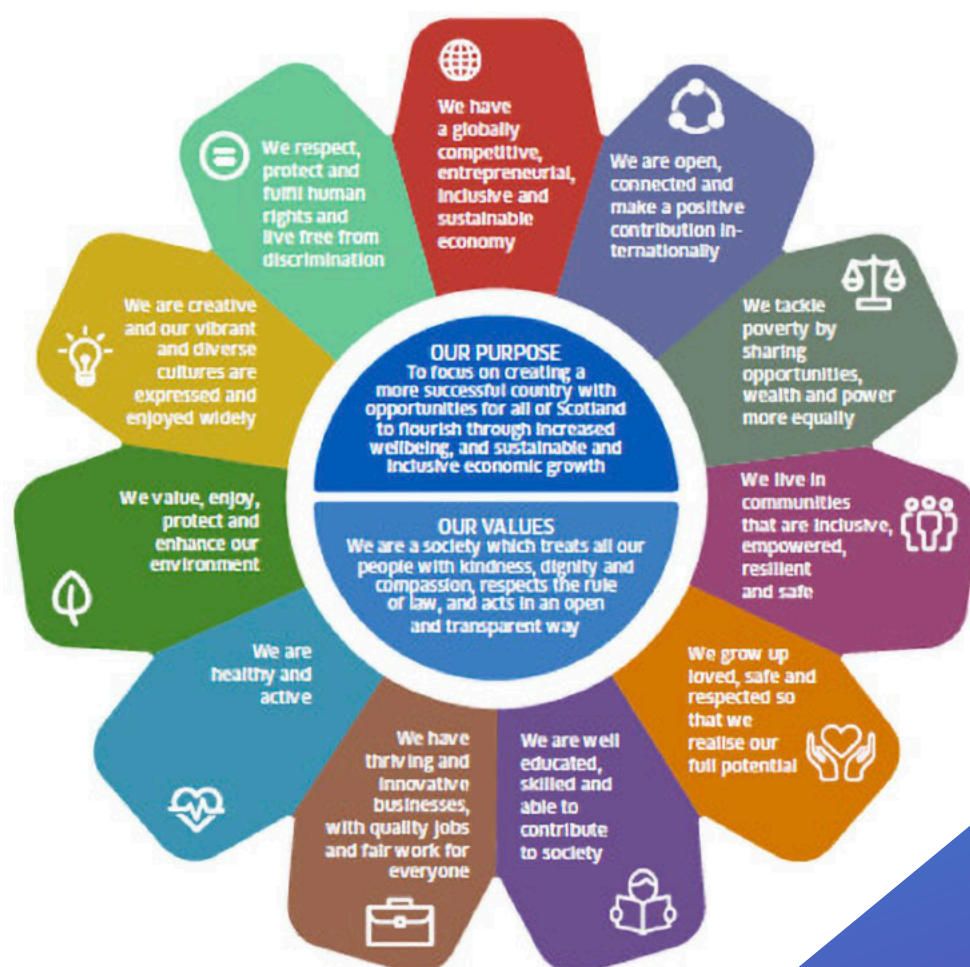 We have
a globally
competitive,
entrepreneurial,
inclusive and
sustainable
economy
We are open,
connected and
make a positive
contribution in-
ternationally
We tackle
poverty by
sharing
opportunities,
wealth and power
more equally
We live in
communities
that are inclusive,
empowered,
resilient
and safe
We grow up
loved, safe and
respected so
that we
realise our
full potential
We are well
educated,
skilled and
able to
contribute
to society
We have
thriving and
innovative
businesses,
with quality jobs
and fair work for
everyone
We are
healthy and
active
We value, enjoy,
protect and
enhance our
environment
We are creative
and our vibrant
and diverse
cultures are
expressed and
enjoyed widely
We respect,
protect and
fulfil human
rights and
live free from
discrimination
OUR PURPOSE
To focus on creating a
more successful country with
opportunities for all of Scotland
to flourish through increased
wellbeing, and sustainable and
inclusive economic growth
OUR VALUES
We are a society which treats all our
people with kindness, dignity and
compassion, respects the rule
of law, and acts in an open
and transparent way